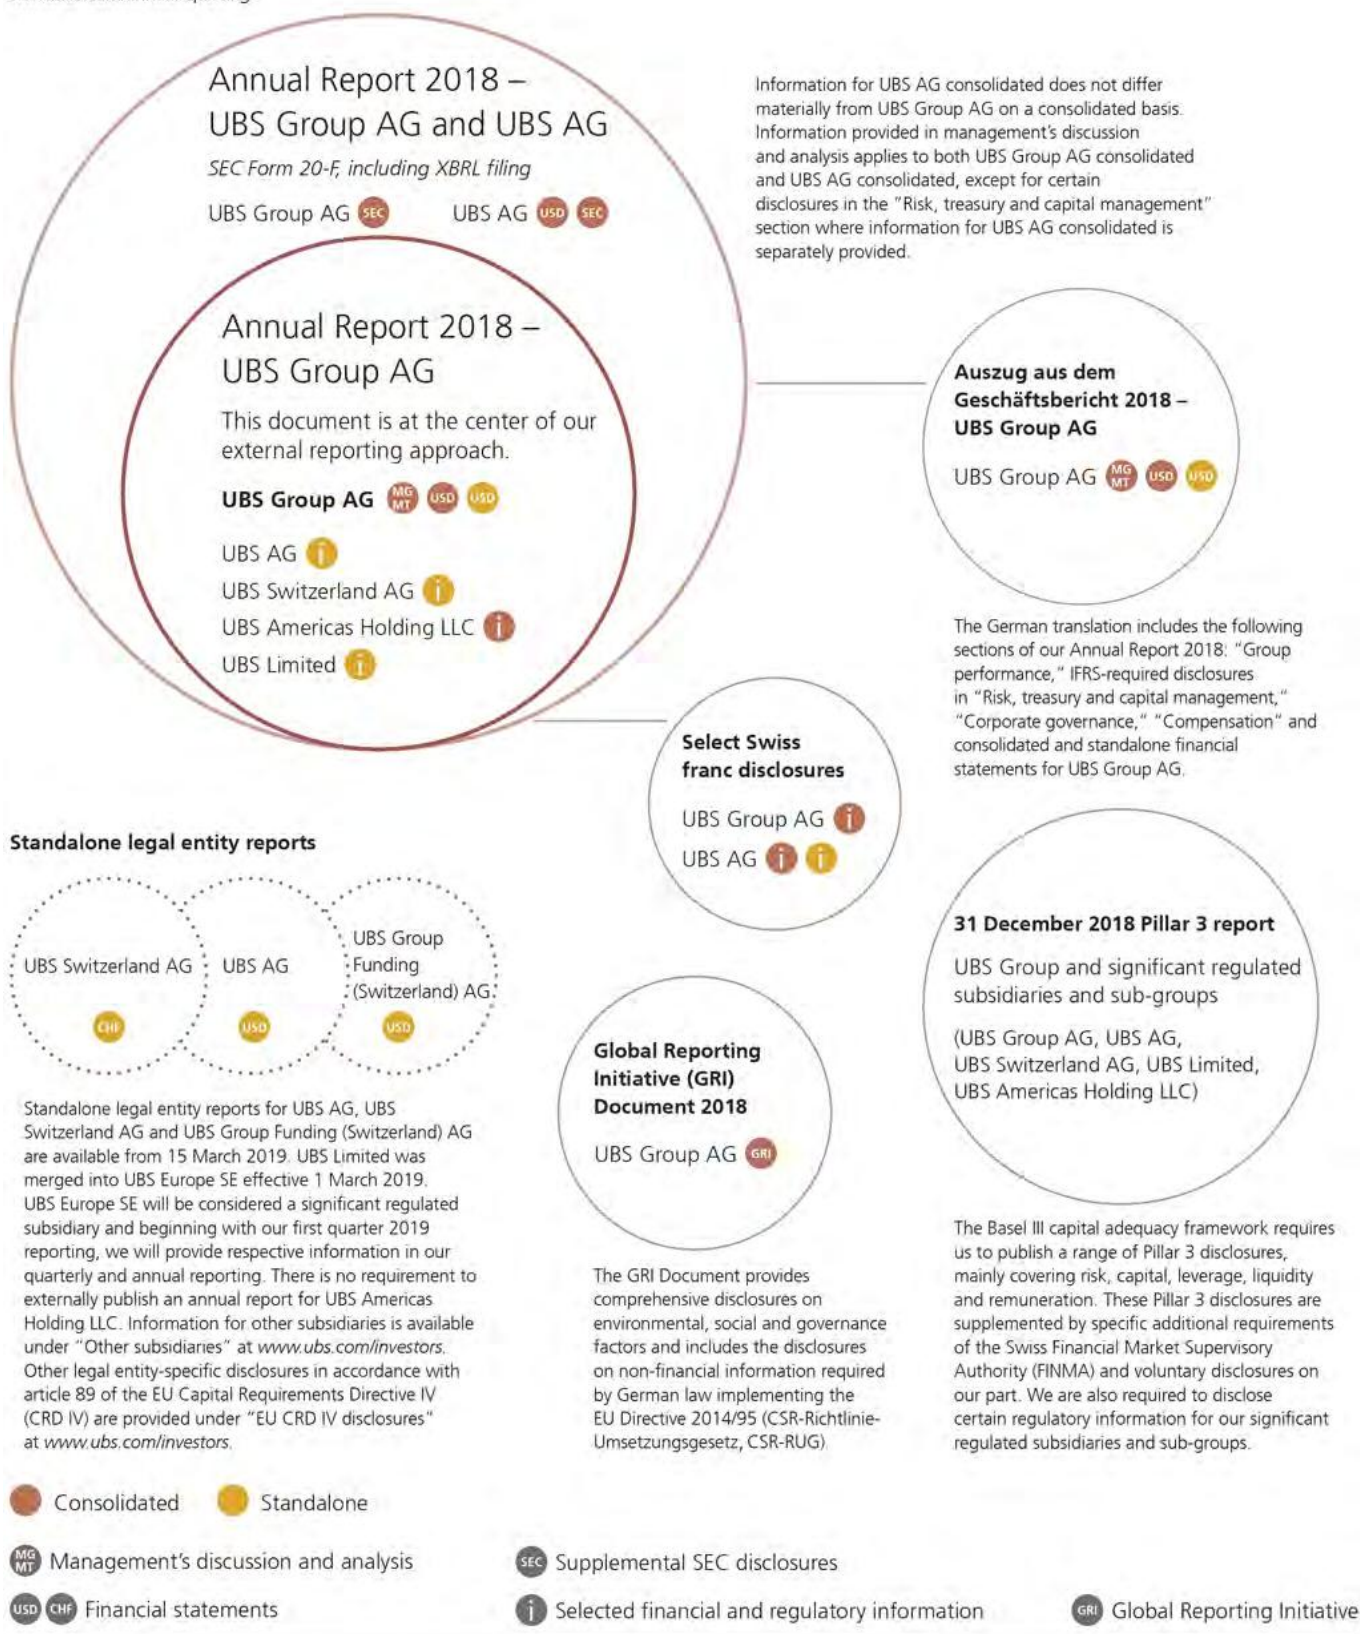 Annual Report 2018 –
UBS Group AG and UBS AG
SEC Form 20-F, including XBRL filing
UBS Group AG SEC UBS AG USD SEC
Information for UBS AG consolidated does not differ
materially from UBS Group AG on a consolidated basis.
Information provided in management's discussion
and analysis applies to both UBS Group AG consolidated
and UBS AG consolidated, except for certain
disclosures in the "Risk, treasury and capital management"
section where information for UBS AG consolidated is
separately provided.
Annual Report 2018 –
UBS Group AG
This document is at the center of our
external reporting approach.
UBS Group AG MG MT USD USD
UBS AG i
UBS Switzerland AG i
UBS Americas Holding LLC i
UBS Limited i
Auszug aus dem
Geschäftsbericht 2018 –
UBS Group AG
UBS Group AG MG MT USD USD
The German translation includes the following
sections of our Annual Report 2018: "Group
performance," IFRS-required disclosures
in "Risk, treasury and capital management,"
"Corporate governance," "Compensation" and
consolidated and standalone financial
statements for UBS Group AG.
Select Swiss
franc disclosures
UBS Group AG i
UBS AG i i
Standalone legal entity reports
UBS Switzerland AG
CHF
UBS AG
USD
UBS Group
Funding
(Switzerland) AG
USD
Standalone legal entity reports for UBS AG, UBS
Switzerland AG and UBS Group Funding (Switzerland) AG
are available from 15 March 2019. UBS Limited was
merged into UBS Europe SE effective 1 March 2019.
UBS Europe SE will be considered a significant regulated
subsidiary and beginning with our first quarter 2019
reporting, we will provide respective information in our
quarterly and annual reporting. There is no requirement to
externally publish an annual report for UBS Americas
Holding LLC. Information for other subsidiaries is available
under "Other subsidiaries" at www.ubs.com/investors.
Other legal entity-specific disclosures in accordance with
article 89 of the EU Capital Requirements Directive IV
(CRD IV) are provided under "EU CRD IV disclosures"
at www.ubs.com/investors.
Global Reporting
Initiative (GRI)
Document 2018
UBS Group AG GRI
The GRI Document provides
comprehensive disclosures on
environmental, social and governance
factors and includes the disclosures
on non-financial information required
by German law implementing the
EU Directive 2014/95 (CSR-Richtlinie-
Umsetzungsgesetz, CSR-RUG).
31 December 2018 Pillar 3 report
UBS Group and significant regulated
subsidiaries and sub-groups
(UBS Group AG, UBS AG,
UBS Switzerland AG, UBS Limited,
UBS Americas Holding LLC)
The Basel III capital adequacy framework requires
us to publish a range of Pillar 3 disclosures,
mainly covering risk, capital, leverage, liquidity
and remuneration. These Pillar 3 disclosures are
supplemented by specific additional requirements
of the Swiss Financial Market Supervisory
Authority (FINMA) and voluntary disclosures on
our part. We are also required to disclose
certain regulatory information for our significant
regulated subsidiaries and sub-groups.
Consolidated Standalone
MG MT Management's discussion and analysis
SEC Supplemental SEC disclosures
USD CHF Financial statements
i Selected financial and regulatory information
GRI Global Reporting Initiative